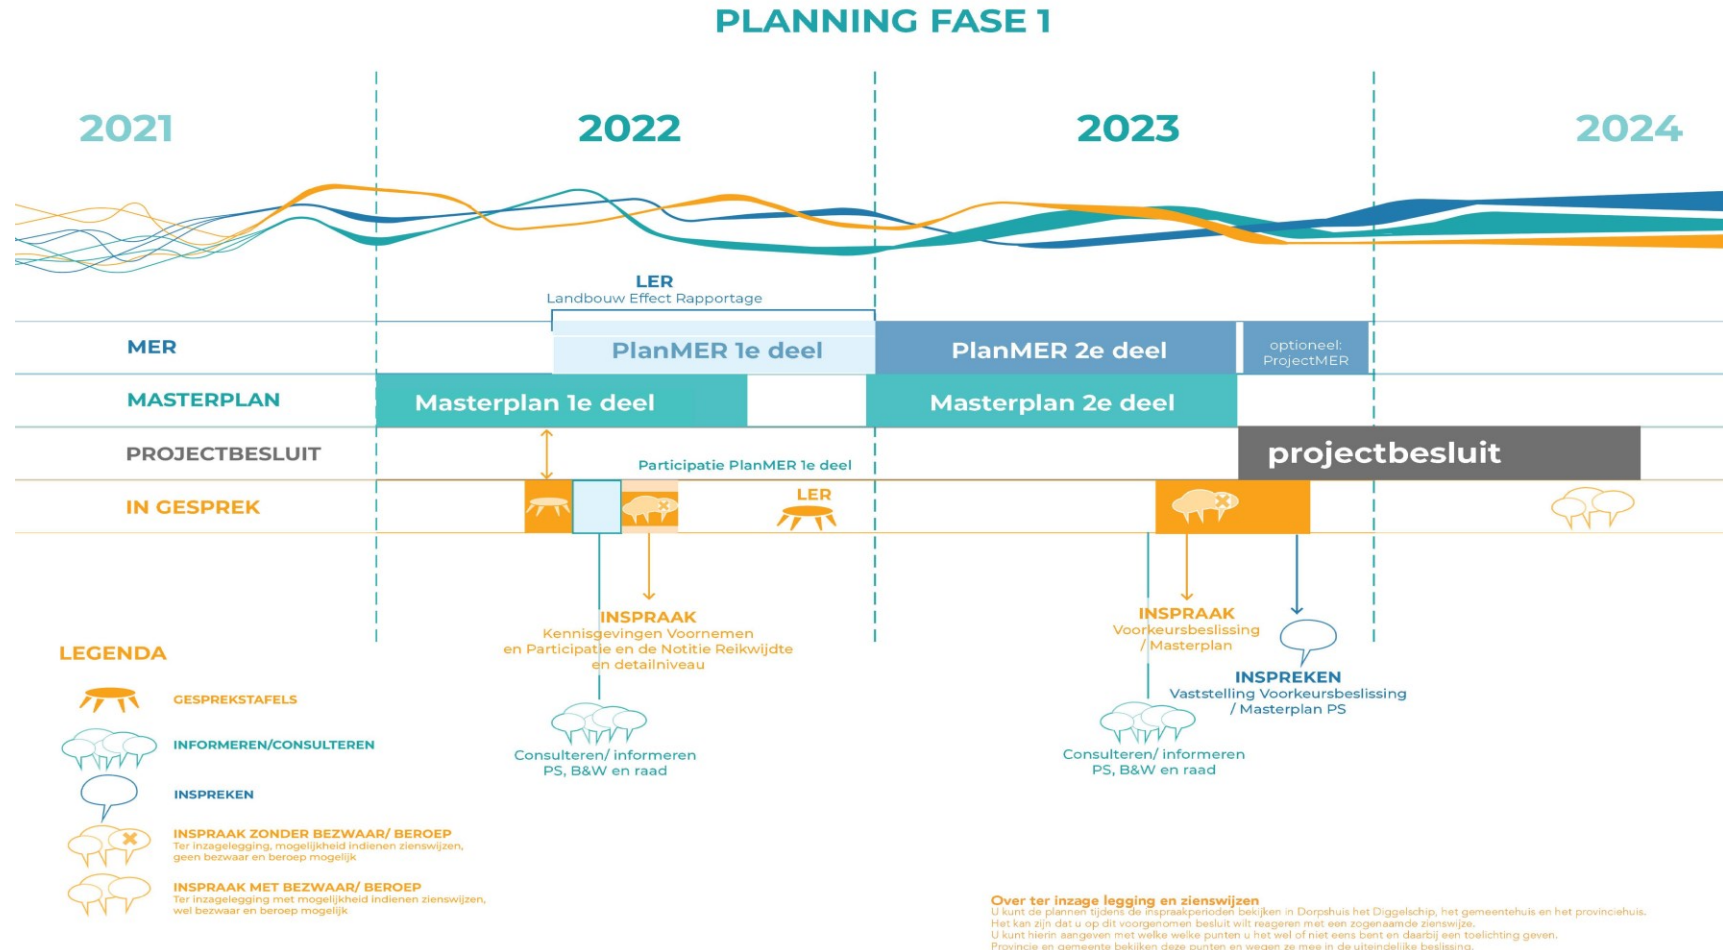 PLANNING FASE 1
2021
2022
2023
2024
LER
Landbouw Effect Rapportage
MER
PlanMER 1e deel
PlanMER 2e deel
optioneel:
ProjectMER
MASTERPLAN
Masterplan 1e deel
Masterplan 2e deel
PROJECTBESLUIT
projectbesluit
Participatie PlanMER 1e deel
IN GESPREK
LER
INSPRAAK
Kennisgevingen Voornemen
en Participatie en de Notitie Reikwijdte
en detailniveau
INSPRAAK
Voorkeursbeslissing
/ Masterplan
INSPREKEN
Vaststelling Voorkeursbeslissing
/ Masterplan PS
Consulteren/ informeren
PS, B&W en raad
Consulteren/ informeren
PS, B&W en raad
LEGENDA
GESPREKSTAFELS
INFORMEREN/CONSULTEREN
INSPREKEN
INSPRAAK ZONDER BEZWAAR/ BEROEP
Ter inzagelegging, mogelijkheid indienen zienswijzen,
geen bezwaar en beroep mogelijk
INSPRAAK MET BEZWAAR/ BEROEP
Ter inzagelegging met mogelijkheid indienen zienswijzen,
wel bezwaar en beroep mogelijk
Over ter inzage legging en zienswijzen
U kunt de plannen tijdens de inspraakperioden bekijken in Dorpshuis het Diggelschip, het gemeentehuis en het provinciehuis.
Het kan zijn dat u op dit voorgenomen besluit wilt reageren met een zogenaamde zienswijze.
U kunt hierin aangeven met welke welke punten u het wel of niet eens bent en daarbij een toelichting geven.
Provincie en gemeente bekijken deze punten en wegen ze mee in de uiteindelijke beslissing.